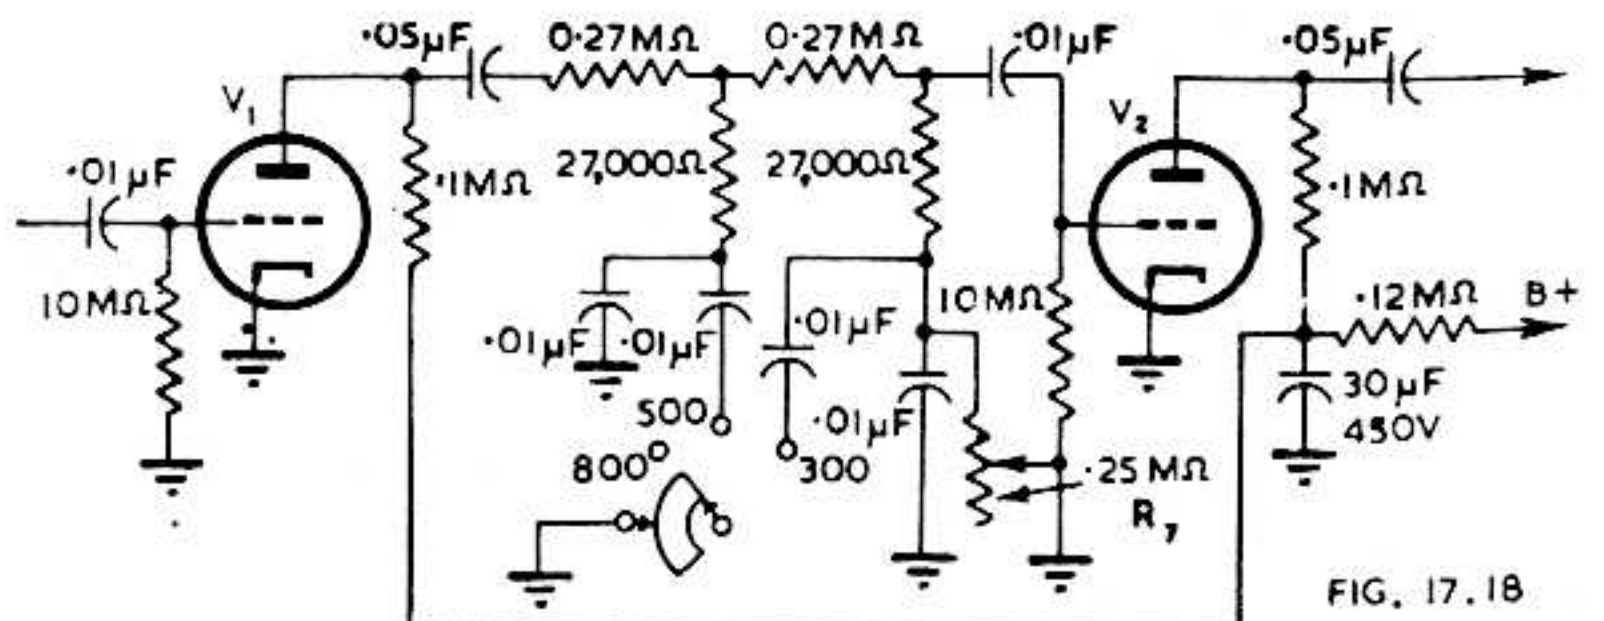 ·05µF
0·27MΩ
0·27MΩ
·01µF
·05µF
V₁
V₂
·01µF
·1MΩ
27,000Ω
27,000Ω
·1MΩ
10MΩ
·01µF
·01µF
·01µF
10MΩ
·12MΩ
B+
500
·01µF
30µF
450V
800
300
·25MΩ
R₇
FIG. 17.18